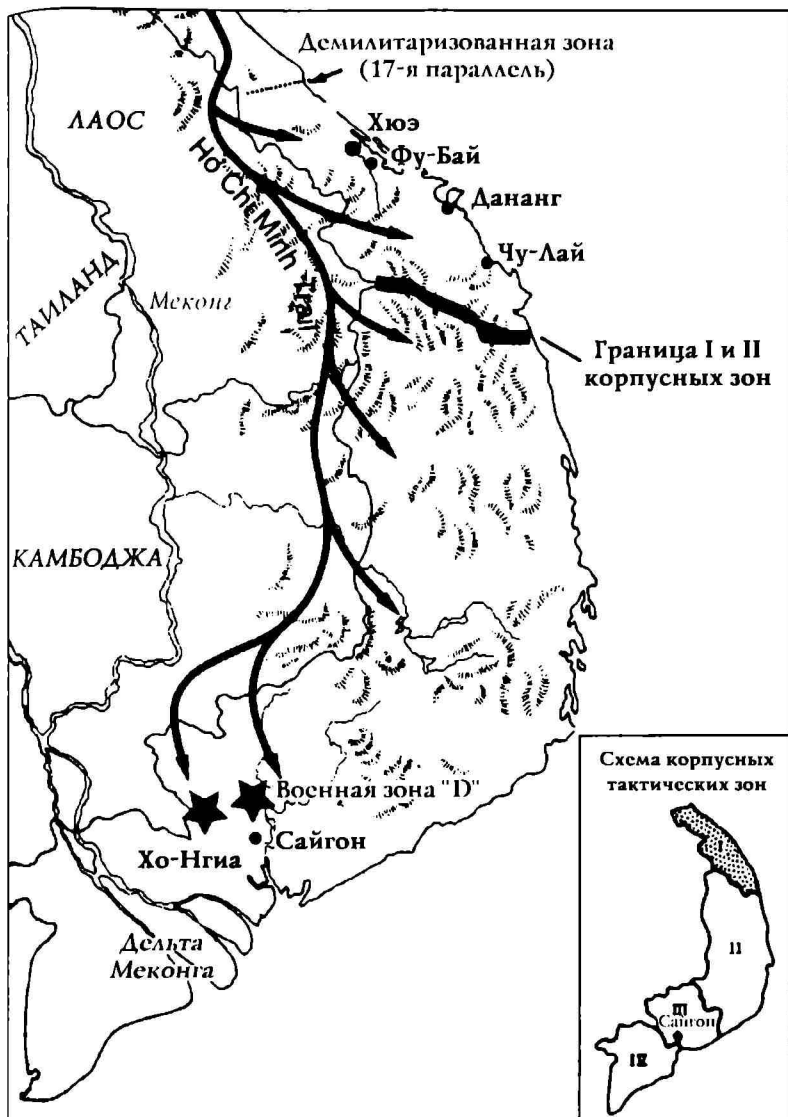 Демилитаризованная зона
(17-я параллель)
ЛАОС
Хюэ
Фу-Бай
Ho Chi Minh Trail
Дананг
Чу-Лай
ТАИЛАНД
Меконг
Граница I и II
корпусных зон
КАМБОДЖА
Военная зона "D"
Сайгон
Хо-Нгиа
Дельта
Меконга
Схема корпусных
тактических зон
I
II
III
Сайгон
IV